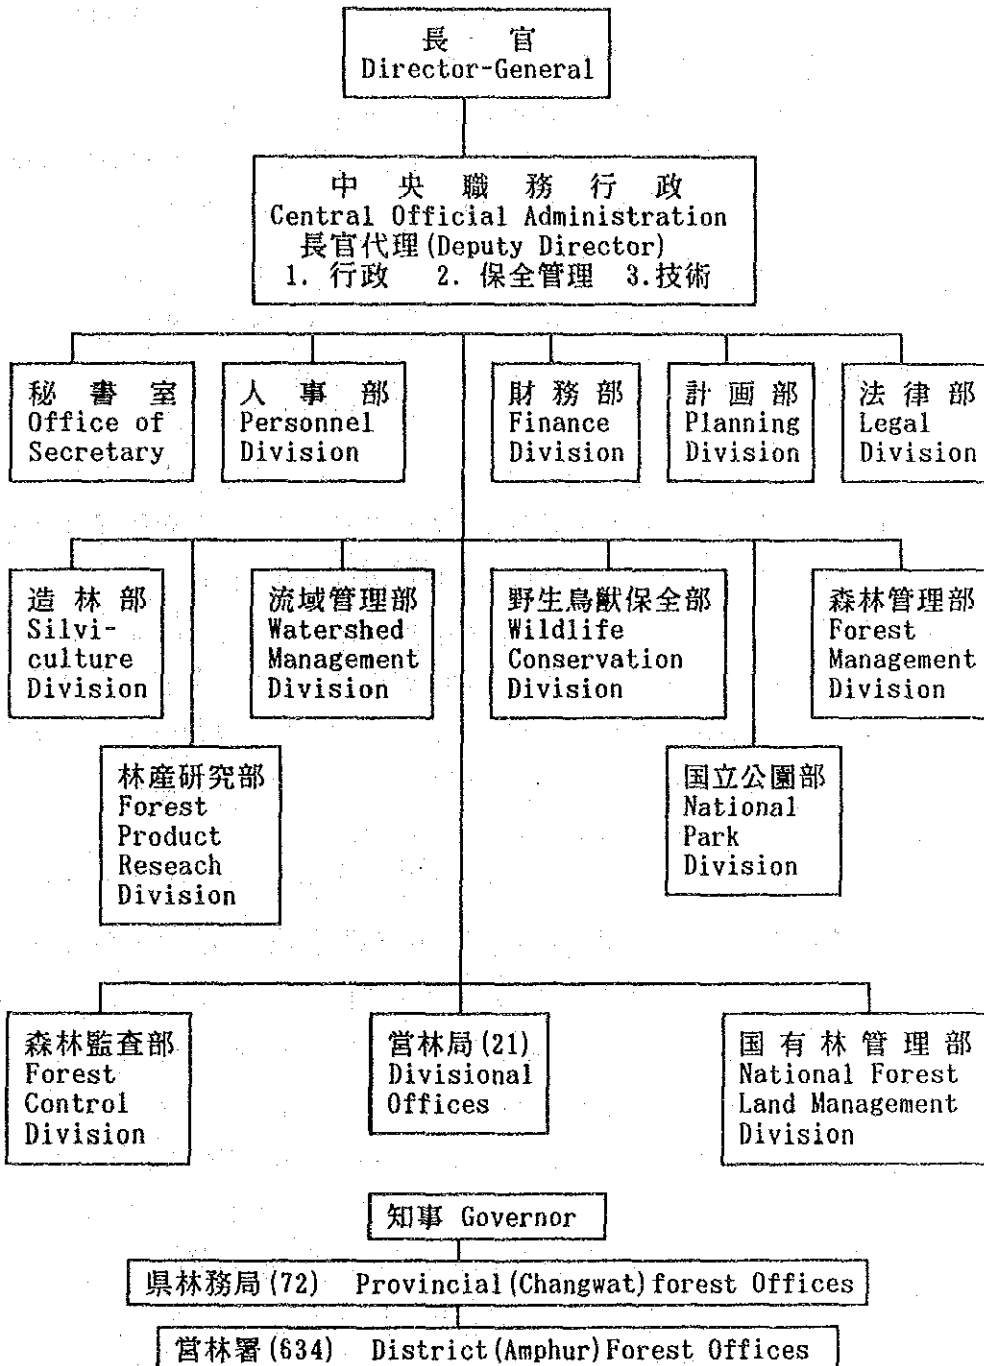 長官
Director-General
中央職務行政
Central Official Administration
長官代理(Deputy Director)
1. 行政 2. 保全管理 3.技術
秘書室
Office of
Secretary
人事部
Personnel
Division
財務部
Finance
Division
計画部
Planning
Division
法律部
Legal
Division
造林部
Silvi-
culture
Division
流域管理部
Watershed
Management
Division
野生鳥獣保全部
Wildlife
Conservation
Division
森林管理部
Forest
Management
Division
林産研究部
Forest
Product
Reseach
Division
国立公園部
National
Park
Division
森林監査部
Forest
Control
Division
営林局(21)
Divisional
Offices
国有林管理部
National Forest
Land Management
Division
知事 Governor
県林務局(72) Provincial(Changwat)forest Offices
営林署(634) District(Amphur)Forest Offices